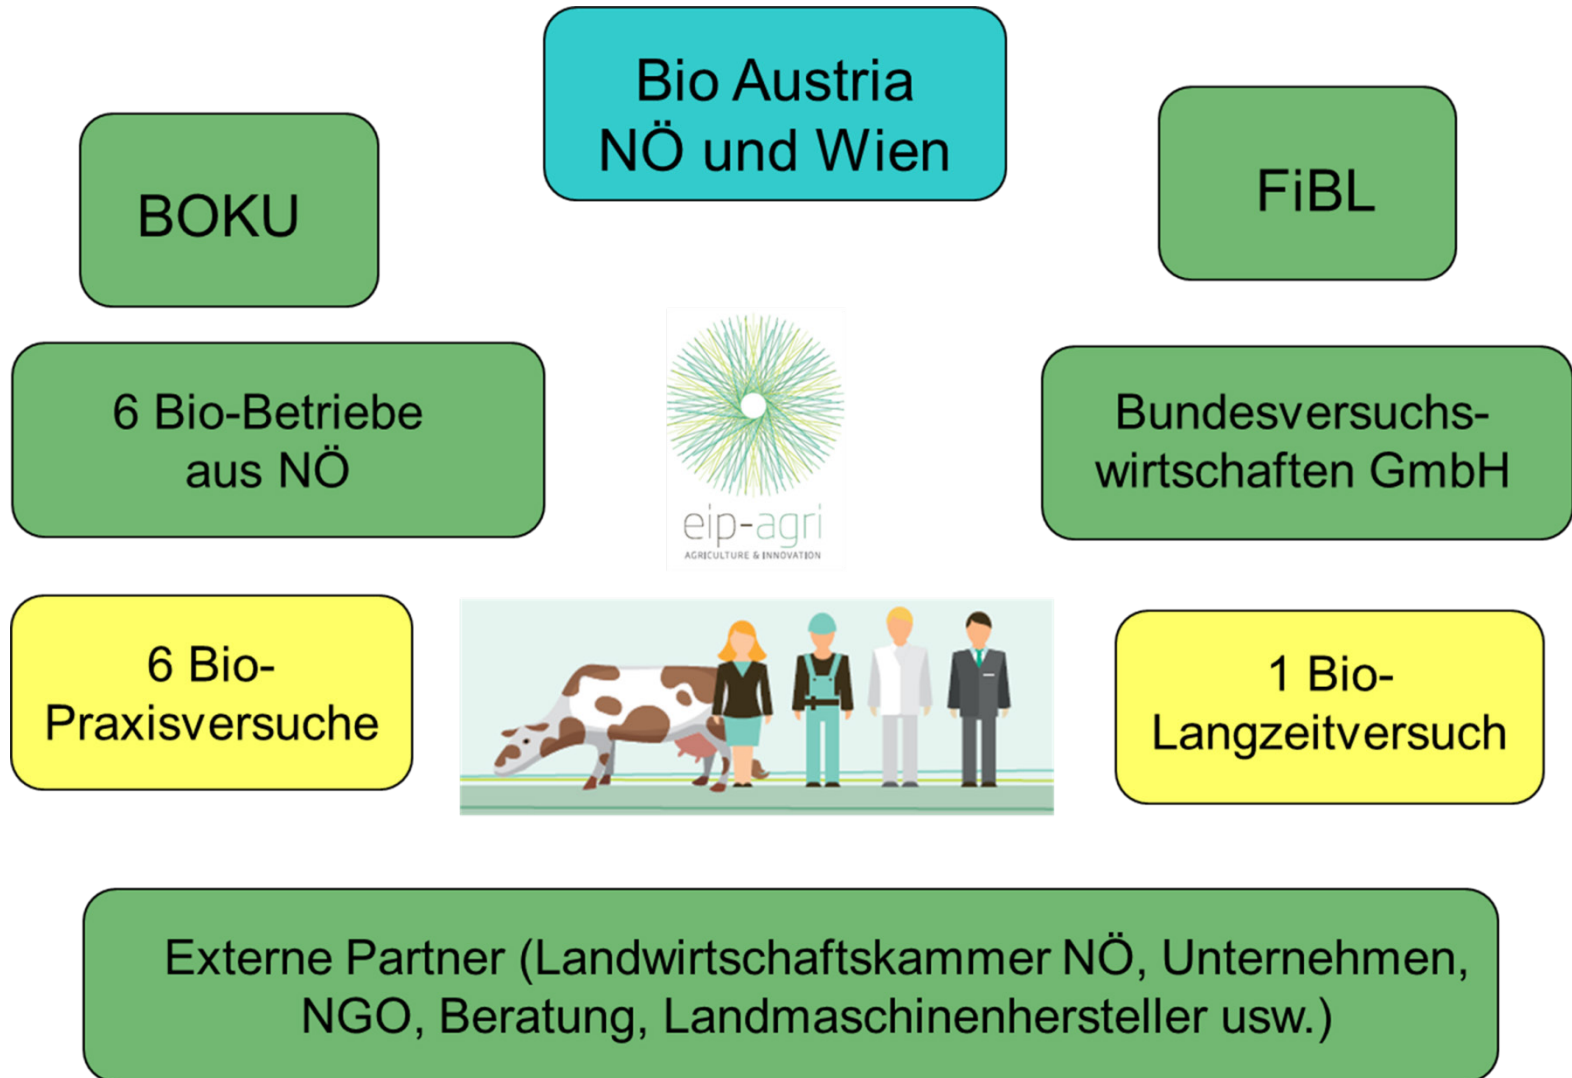 Bio Austria
NÖ und Wien
BOKU
FiBL
6 Bio-Betriebe
aus NÖ
eip-agri
AGRICULTURE & INNOVATION
Bundesversuchs-
wirtschaften GmbH
6 Bio-
Praxisversuche
1 Bio-
Langzeitversuch
Externe Partner (Landwirtschaftskammer NÖ, Unternehmen,
NGO, Beratung, Landmaschinenhersteller usw.)